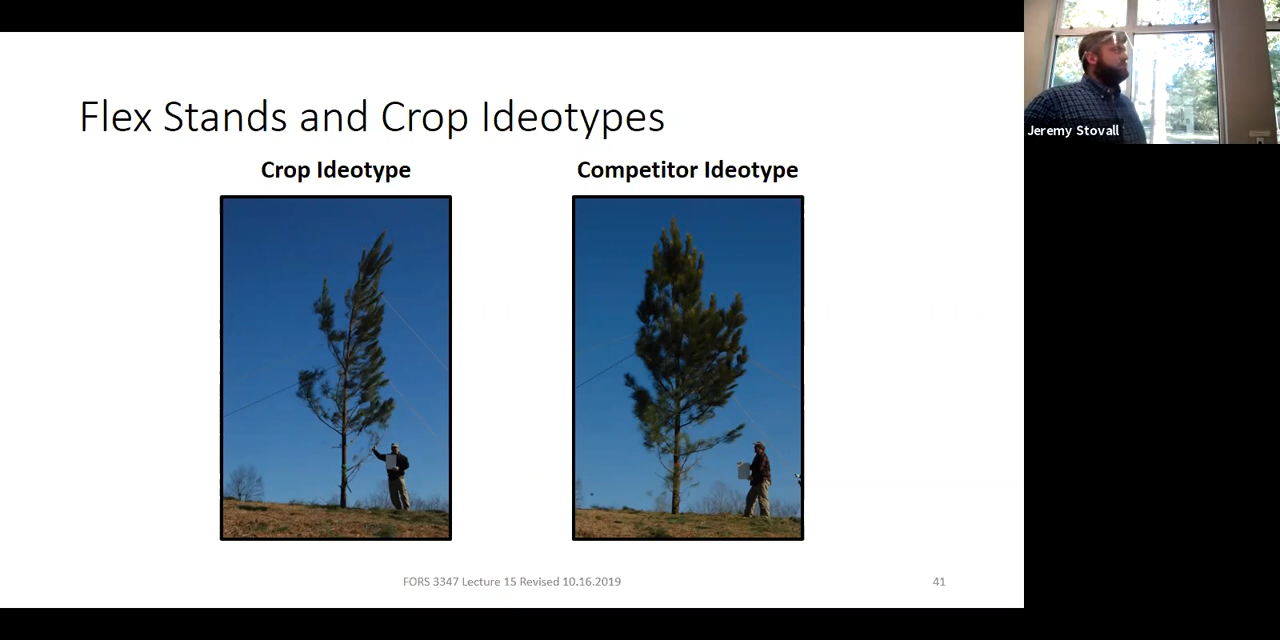 Flex Stands and Crop Ideotypes
Crop Ideotype
Competitor Ideotype
FORS 3347 Lecture 15 Revised 10.16.2019
41
Jeremy Stovall